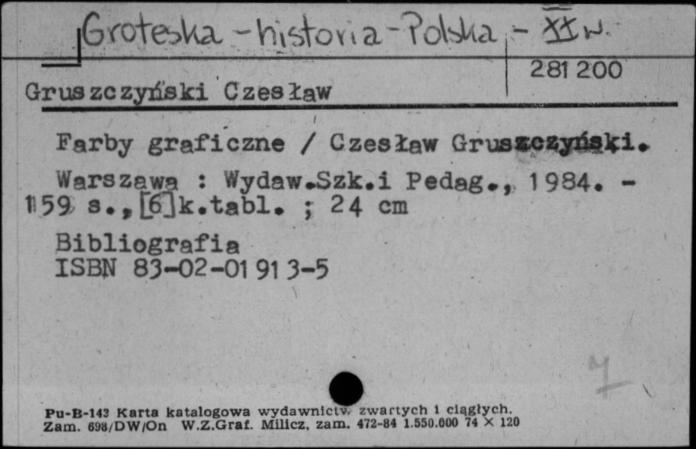 Groteska - historia - Polska - XX w.
281 200
Gruszczyński Czesław
Farby graficzne / Czesław Gruszczyński.
Warszawa : Wydaw.Szk.i Pedag., 1984. -
159 s.,[6]k.tabl. ; 24 cm
Bibliografia
ISBN 83-02-01913-5
7
Pu-B-143 Karta katalogowa wydawnictw zwartych i ciągłych.
Zam. 698/DW/On W.Z.Graf. Milicz, zam. 472-84 1.550.000 74 × 120